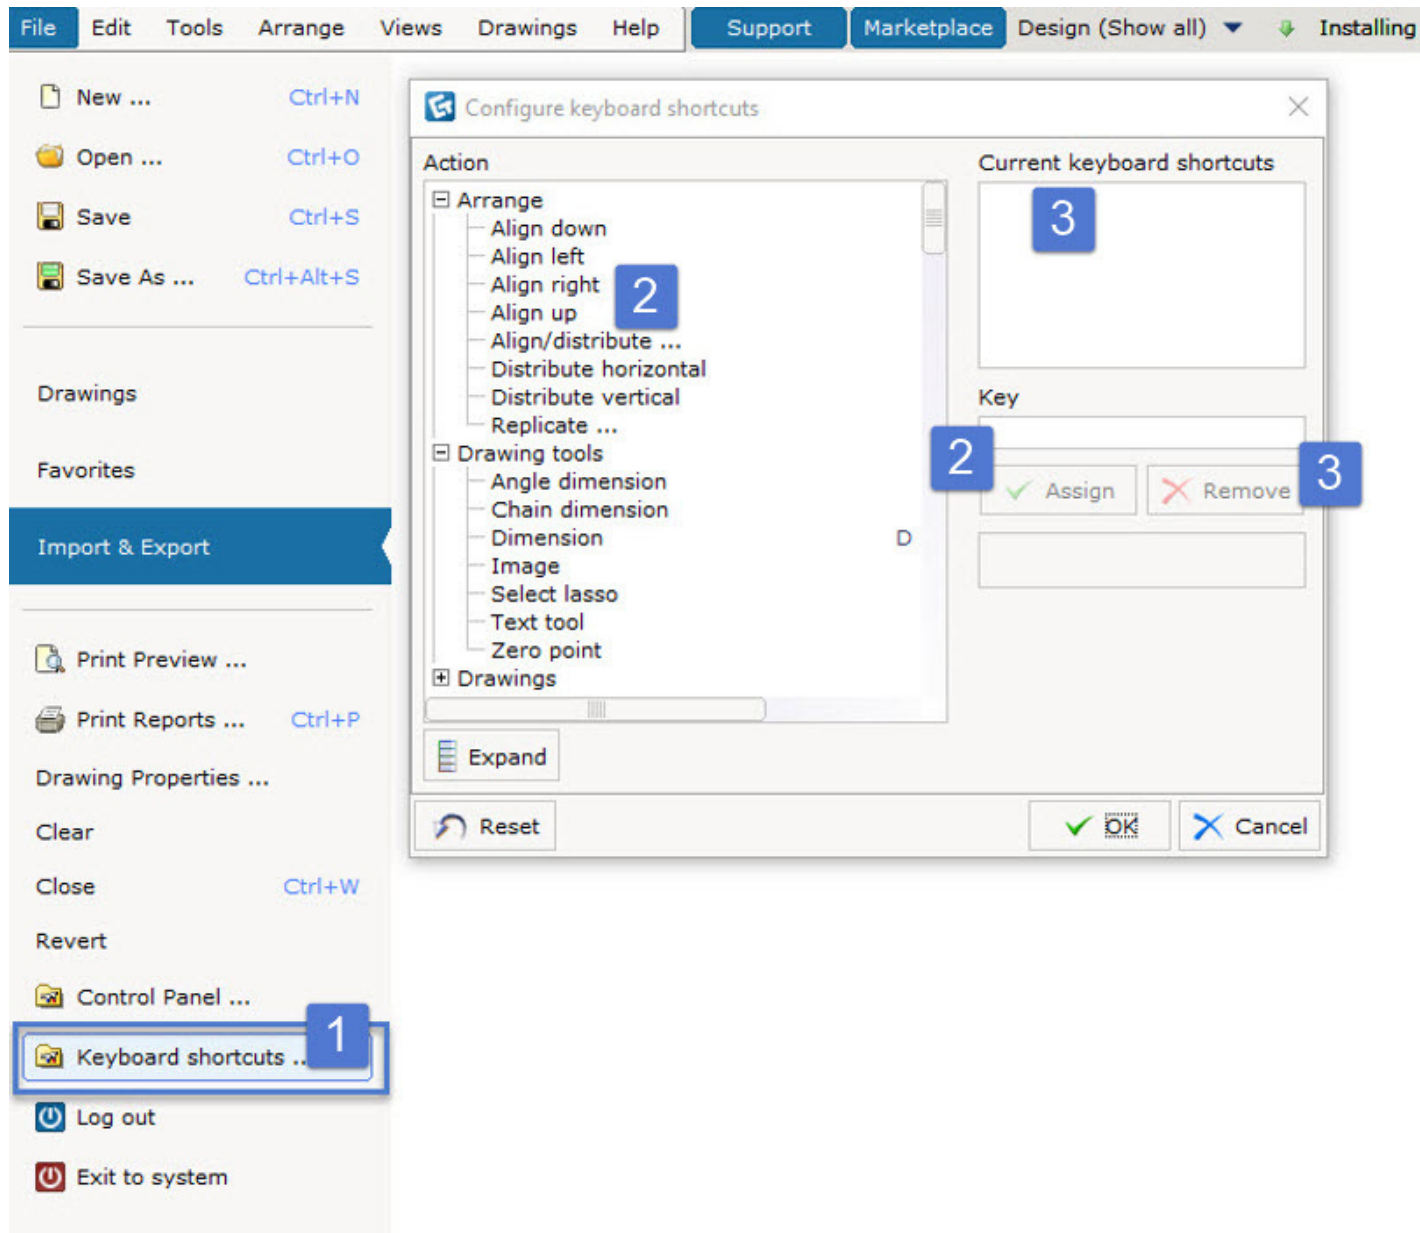 File Edit Tools Arrange Views Drawings Help Support Marketplace Design (Show all) Installing
New ... Ctrl+N
Open ... Ctrl+O
Save Ctrl+S
Save As ... Ctrl+Alt+S
Drawings
Favorites
Import & Export
Print Preview ...
Print Reports ... Ctrl+P
Drawing Properties ...
Clear
Close Ctrl+W
Revert
Control Panel ...
Keyboard shortcuts ..
1
Log out
Exit to system
Configure keyboard shortcuts
Action
Arrange
Align down
Align left
Align right
2
Align up
Align/distribute ...
Distribute horizontal
Distribute vertical
Replicate ...
Drawing tools
Angle dimension
Chain dimension
Dimension D
Image
Select lasso
Text tool
Zero point
Drawings
Expand
Current keyboard shortcuts
3
Key
2
Assign
Remove
3
Reset
OK
Cancel